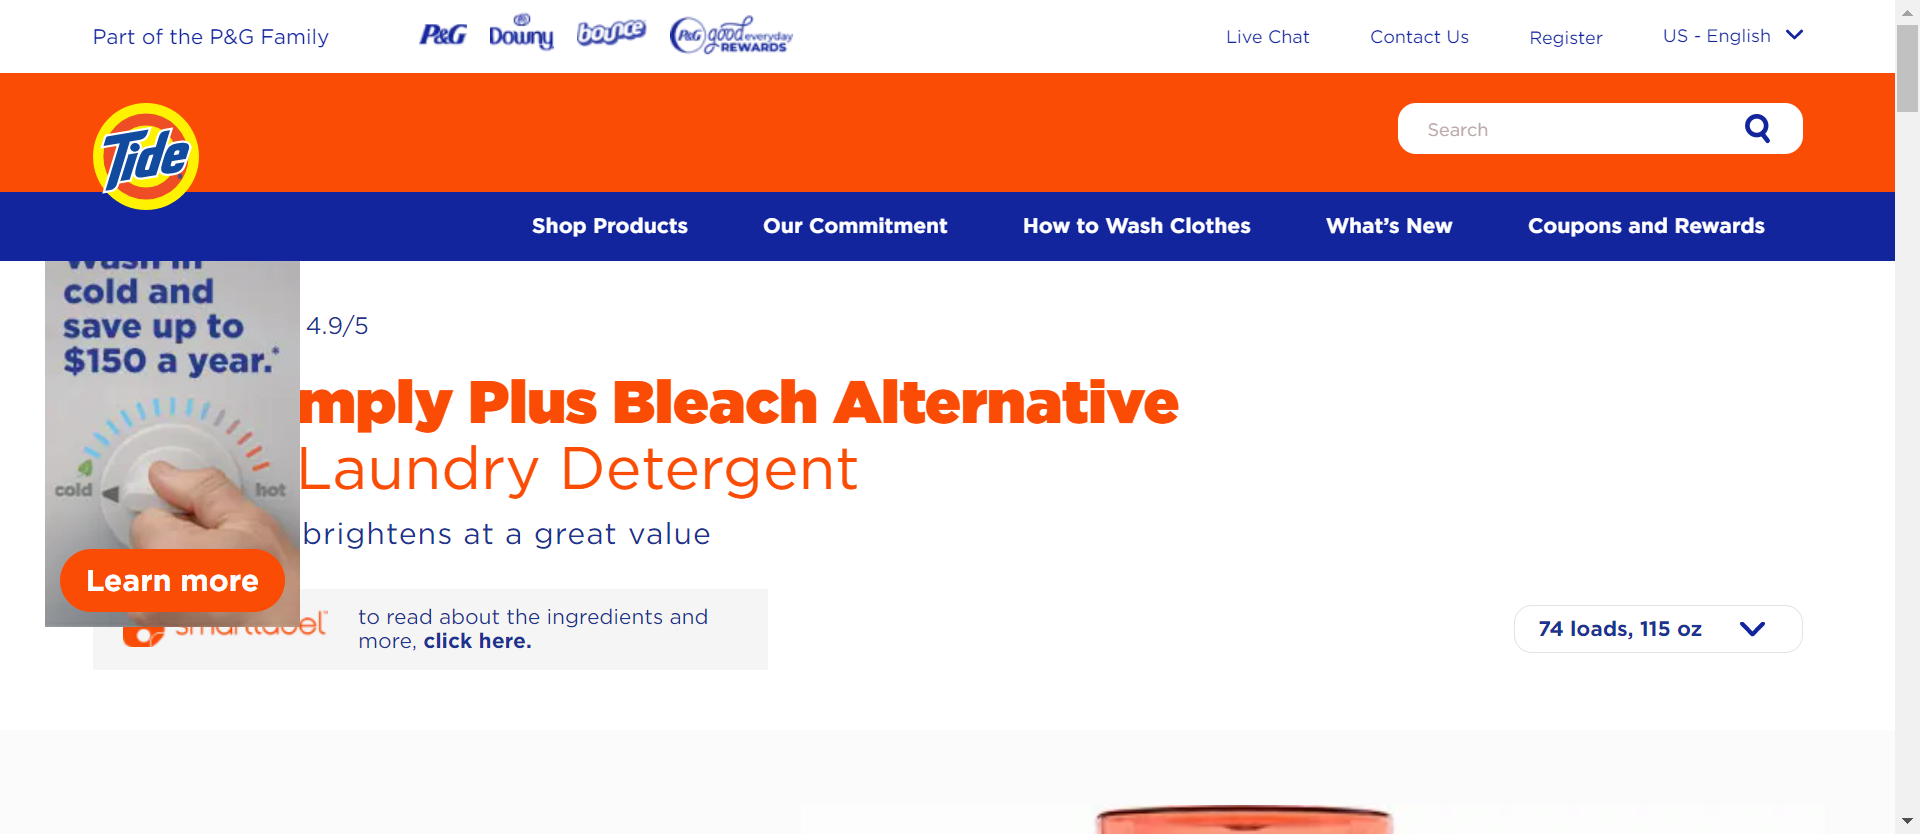 Part of the P&G Family
P&G
Downy
bounce
P&G good everyday REWARDS
Live Chat
Contact Us
Register
US - English
Tide
Search
Shop Products
Our Commitment
How to Wash Clothes
What's New
Coupons and Rewards
Wash in
cold and
save up to
$150 a year.*
cold
hot
Learn more
4.9/5
mply Plus Bleach Alternative
Laundry Detergent
brightens at a great value
smartlabel™
to read about the ingredients and
more, click here.
74 loads, 115 oz